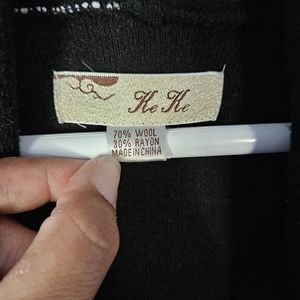 Ke Ke
70% WOOL
30% RAYON
MADE IN CHINA